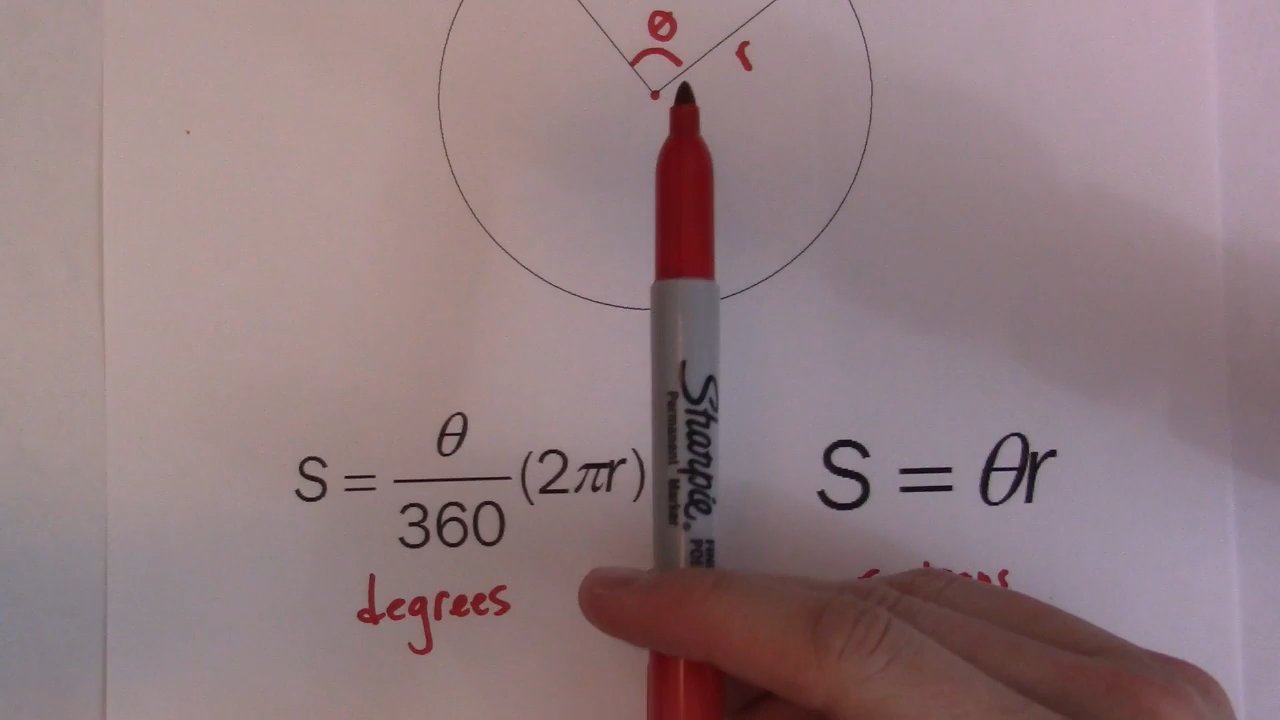 θ
r
S = θ/360 (2πr)
S = θr
degrees
Sharpie.
Permanent Marker